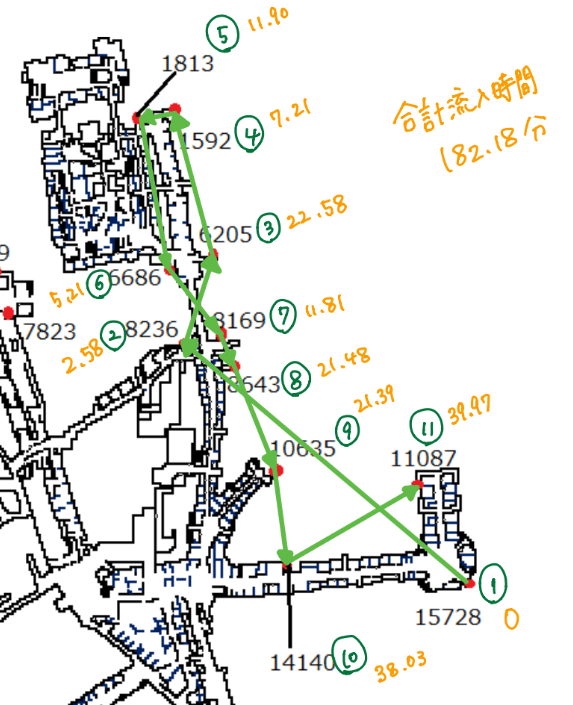 ⑤ 11.90
1813
合計流入時間
182.18分
1592 ④ 7.21
6205 ③ 22.58
9
6686 ⑥ 5.21
7823
8236 ② 2.58
8169 ⑦ 11.81
8643 ⑧ 21.48
10635 ⑨ 21.39
⑪ 39.97
11087
15728 ① 0
14140 ⑩ 38.03